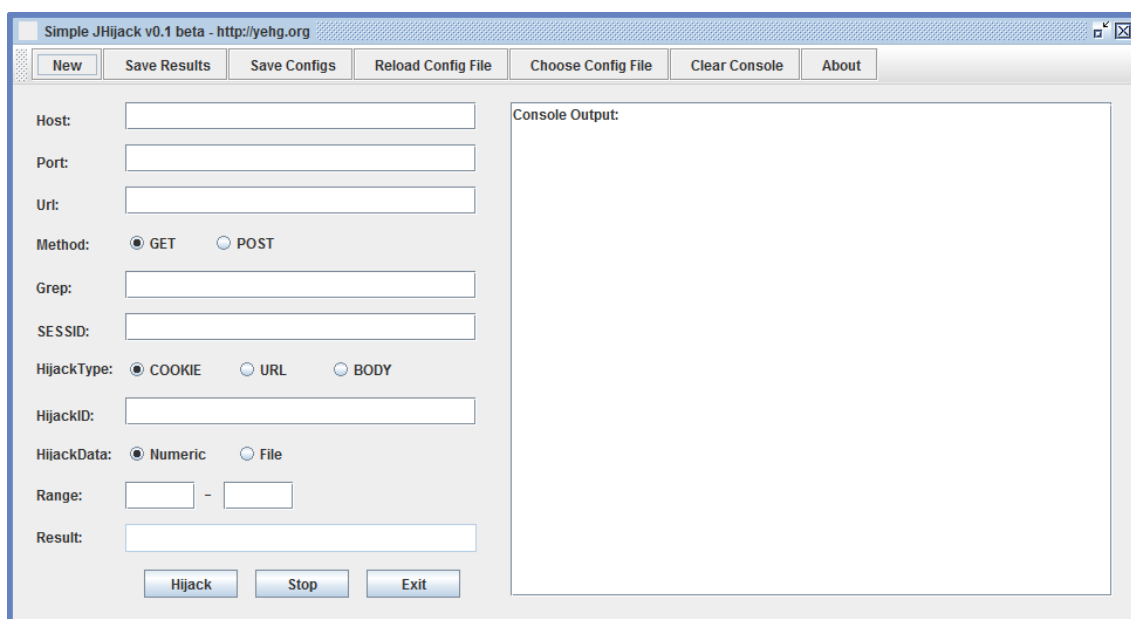 Simple JHijack v0.1 beta - http://yehg.org
New Save Results Save Configs Reload Config File Choose Config File Clear Console About
Host:
Console Output:
Port:
Url:
Method: GET POST
Grep:
SESSID:
HijackType: COOKIE URL BODY
HijackID:
HijackData: Numeric File
Range: -
Result:
Hijack Stop Exit